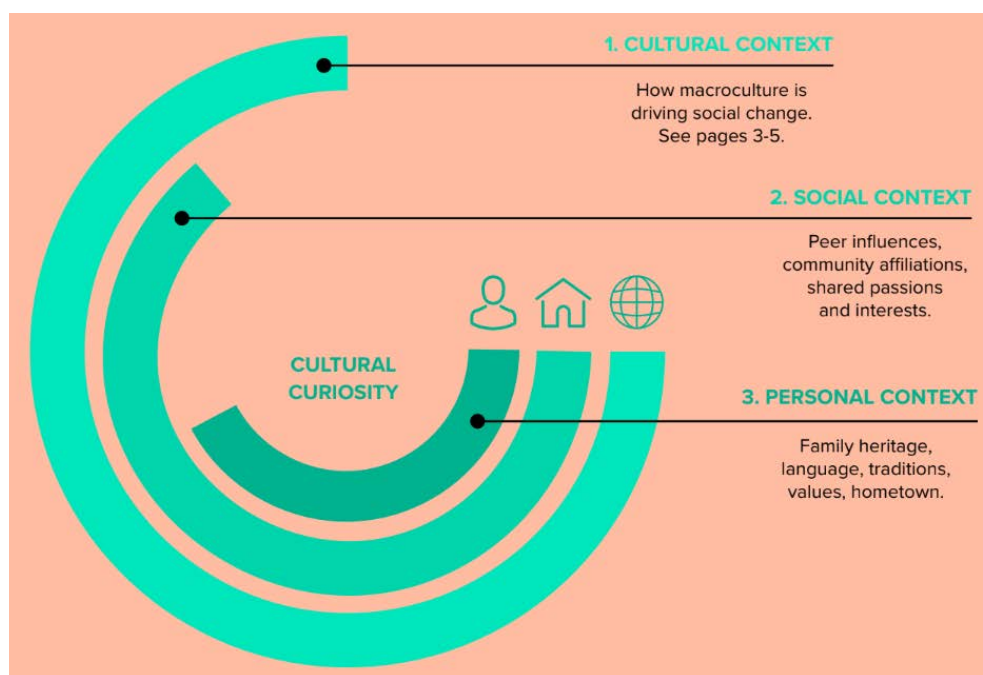 1. CULTURAL CONTEXT
How macroculture is
driving social change.
See pages 3-5.
2. SOCIAL CONTEXT
Peer influences,
community affiliations,
shared passions
and interests.
CULTURAL
CURIOSITY
3. PERSONAL CONTEXT
Family heritage,
language, traditions,
values, hometown.